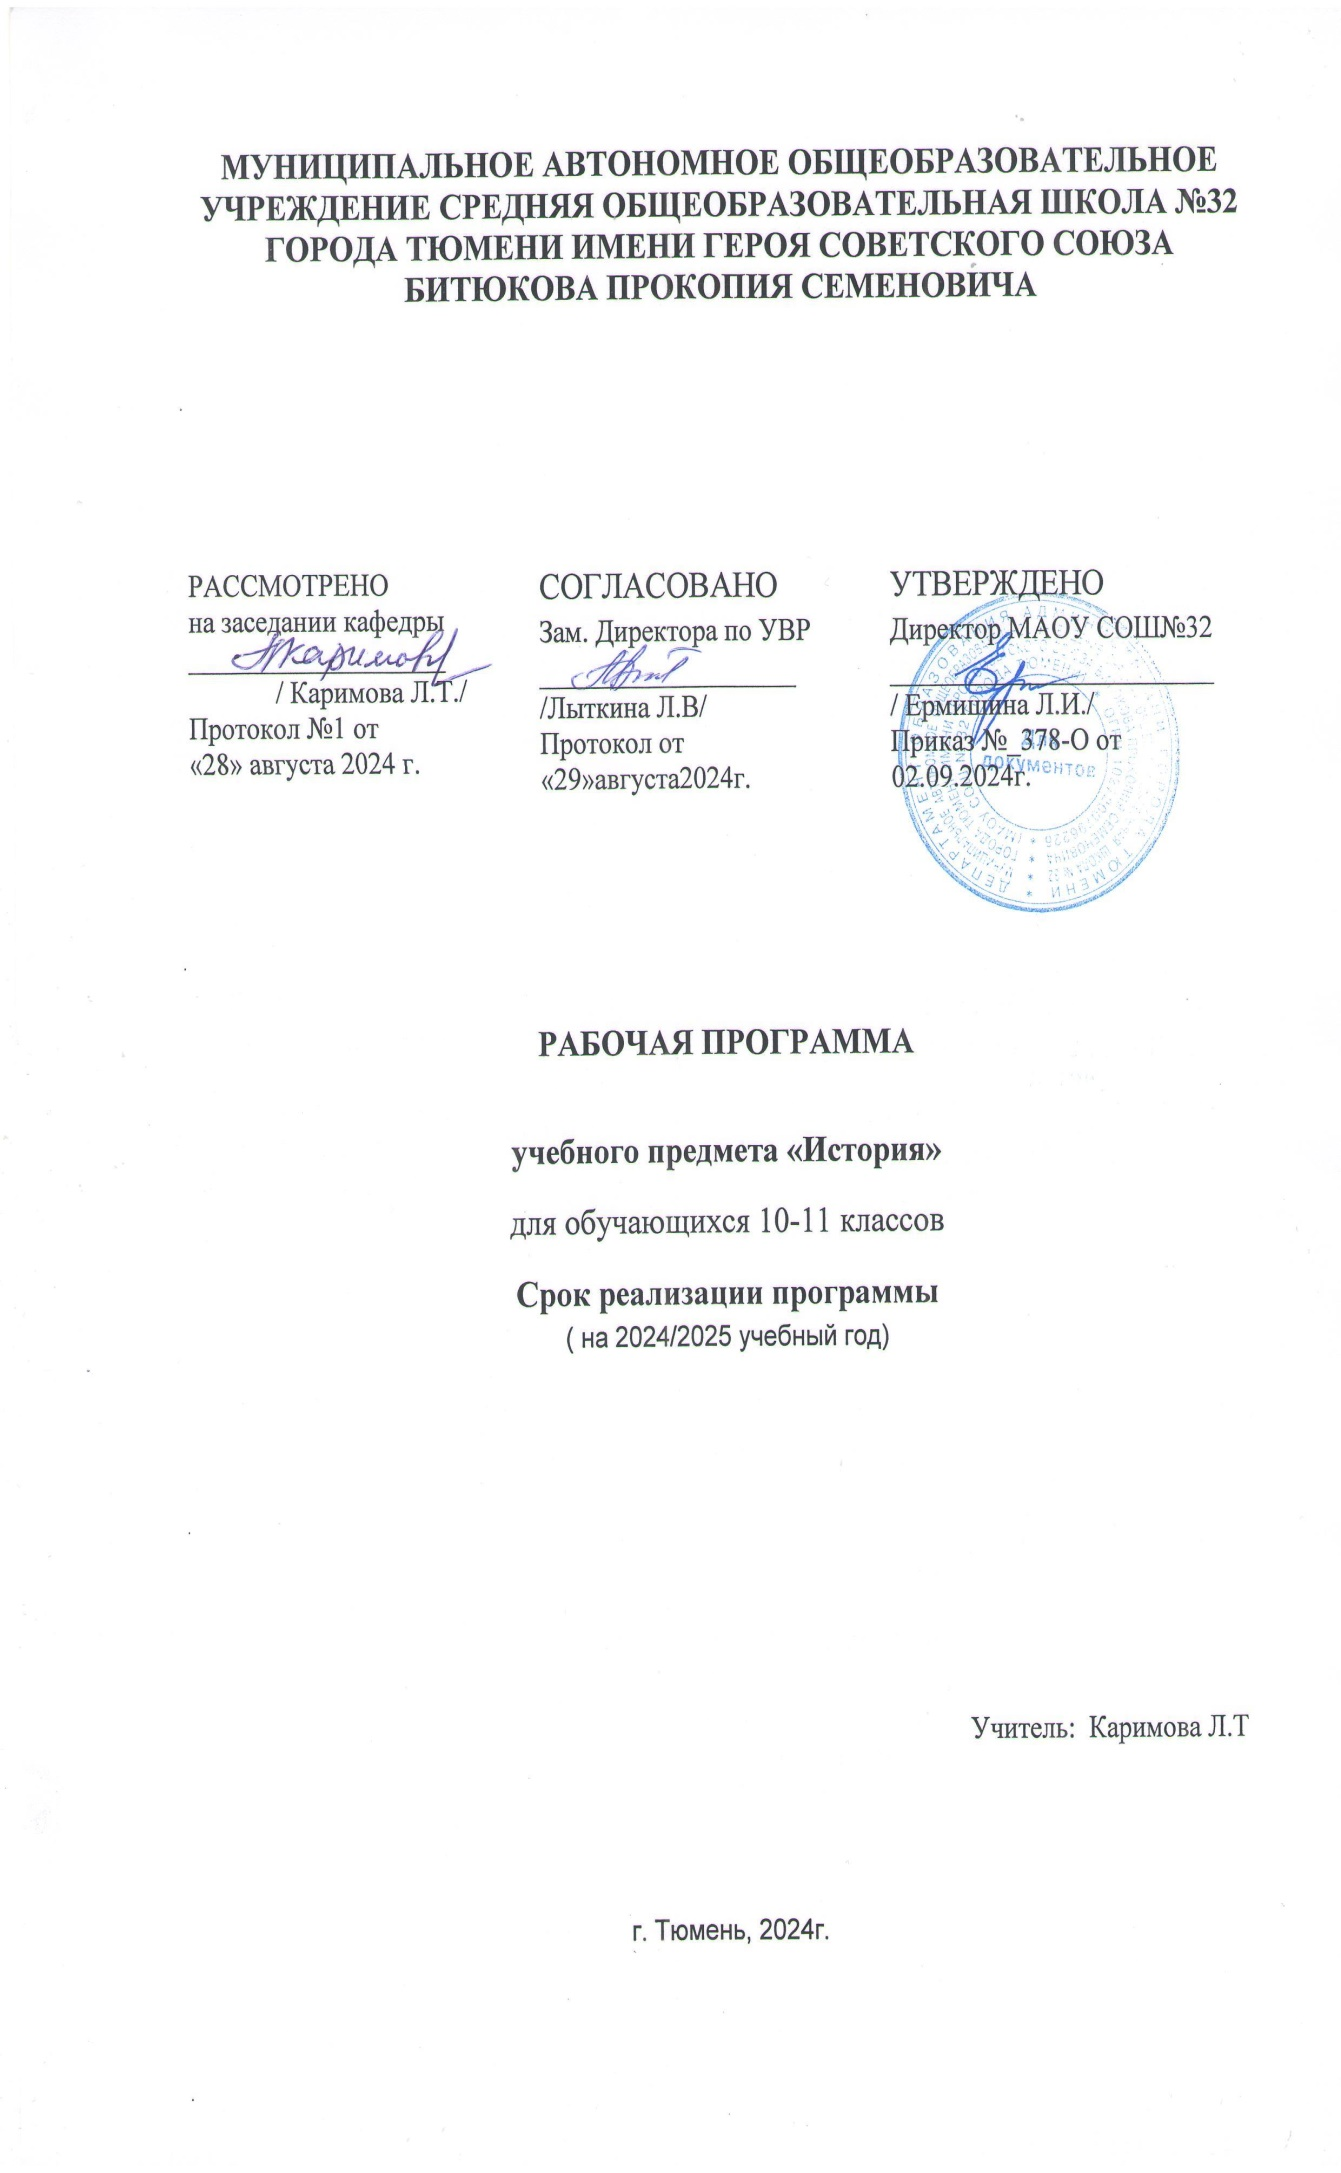 МУНИЦИПАЛЬНОЕ АВТОНОМНОЕ ОБЩЕОБРАЗОВАТЕЛЬНОЕ
УЧРЕЖДЕНИЕ СРЕДНЯЯ ОБЩЕОБРАЗОВАТЕЛЬНАЯ ШКОЛА №32
ГОРОДА ТЮМЕНИ ИМЕНИ ГЕРОЯ СОВЕТСКОГО СОЮЗА
БИТЮКОВА ПРОКОПИЯ СЕМЕНОВИЧА
РАССМОТРЕНО
на заседании кафедры
/ Каримова Л.Т./
Протокол №1 от
«28» августа 2024 г.
СОГЛАСОВАНО
Зам. Директора по УВР
/Лыткина Л.В/
Протокол от
«29»августа2024г.
УТВЕРЖДЕНО
Директор МАОУ СОШ№32
/ Ермишина Л.И./
Приказ №_378-О от
02.09.2024г.
Для
документов
РАБОЧАЯ ПРОГРАММА
учебного предмета «История»
для обучающихся 10-11 классов
Срок реализации программы
( на 2024/2025 учебный год)
Учитель:  Каримова Л.Т
г. Тюмень, 2024г.